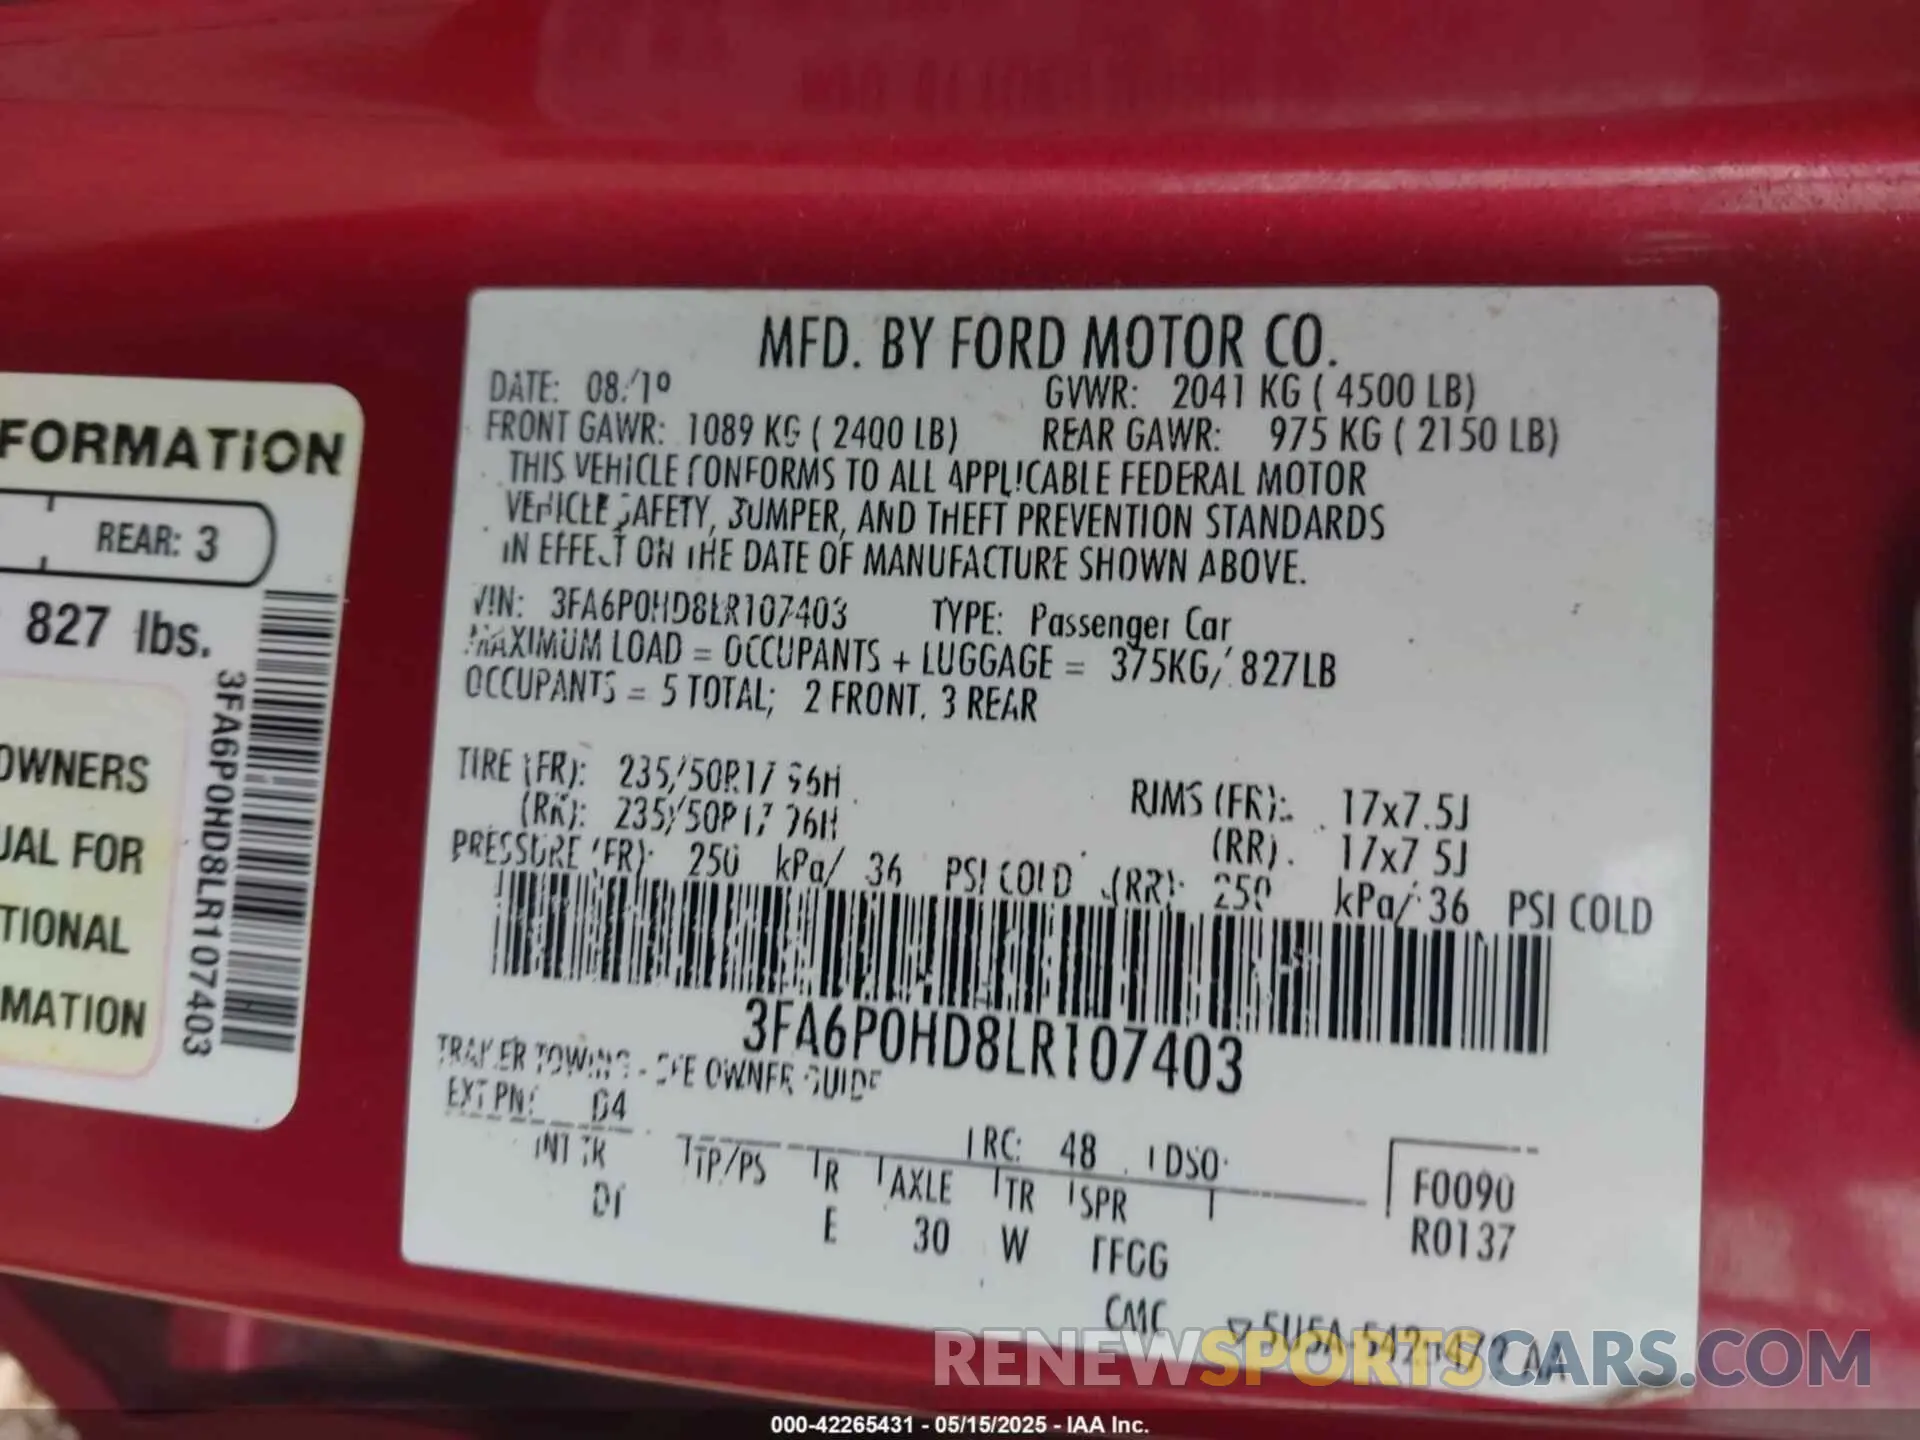 FORMATION
REAR: 3
827 lbs.
OWNERS
UAL FOR
TIONAL
MATION
3FA6P0HD8LR107403
MFD. BY FORD MOTOR CO.
DATE: 08/19 GVWR: 2041 KG ( 4500 LB)
FRONT GAWR: 1089 KG ( 2400 LB) REAR GAWR: 975 KG ( 2150 LB)
THIS VEHICLE CONFORMS TO ALL APPLICABLE FEDERAL MOTOR
VEHICLE SAFETY, BUMPER, AND THEFT PREVENTION STANDARDS
IN EFFECT ON THE DATE OF MANUFACTURE SHOWN ABOVE.
VIN: 3FA6P0HD8LR107403 TYPE: Passenger Car
MAXIMUM LOAD = OCCUPANTS + LUGGAGE = 375KG/ 827LB
OCCUPANTS = 5 TOTAL; 2 FRONT, 3 REAR
TIRE (FR): 235/50R17 96H RIMS (FR): 17x7.5J
(RR): 235/50R17 96H (RR): 17x7.5J
PRESSURE (FR): 250 kPa/ 36 PSI COLD (RR): 250 kPa/ 36 PSI COLD
3FA6P0HD8LR107403
TRAILER TOWING - SEE OWNER GUIDE
EXT PNT: D4 RC: 48 DSO:
INT TR TP/PS R AXLE TR SPR F0090
E 30 W R0137
RENEWSPORTSCARS.COM
000-42265431 - 05/15/2025 - IAA Inc.